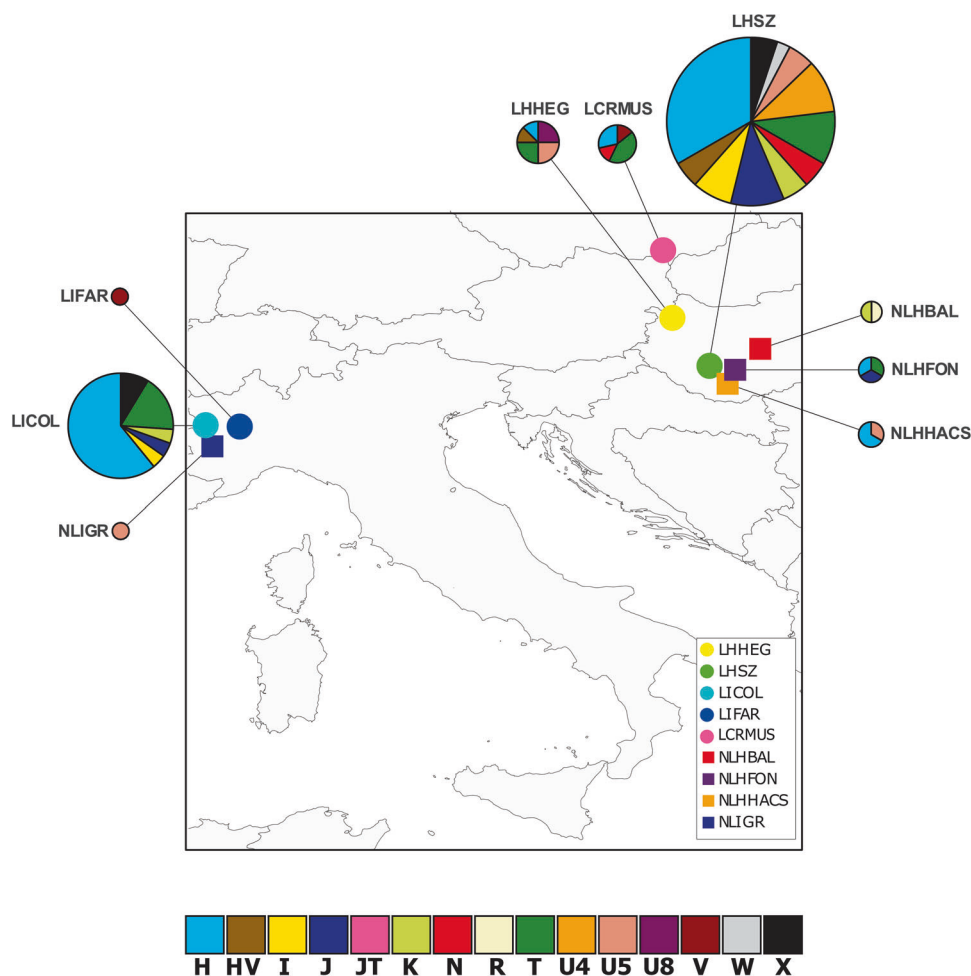 LHSZ
LHHEG
LCRMUS
LIFAR
NLHBAL
NLHFON
LICOL
NLHHACS
NLIGR
LHHEG
LHSZ
LICOL
LIFAR
LCRMUS
NLHBAL
NLHFON
NLHHACS
NLIGR
H HV I J JT K N R T U4 U5 U8 V W X